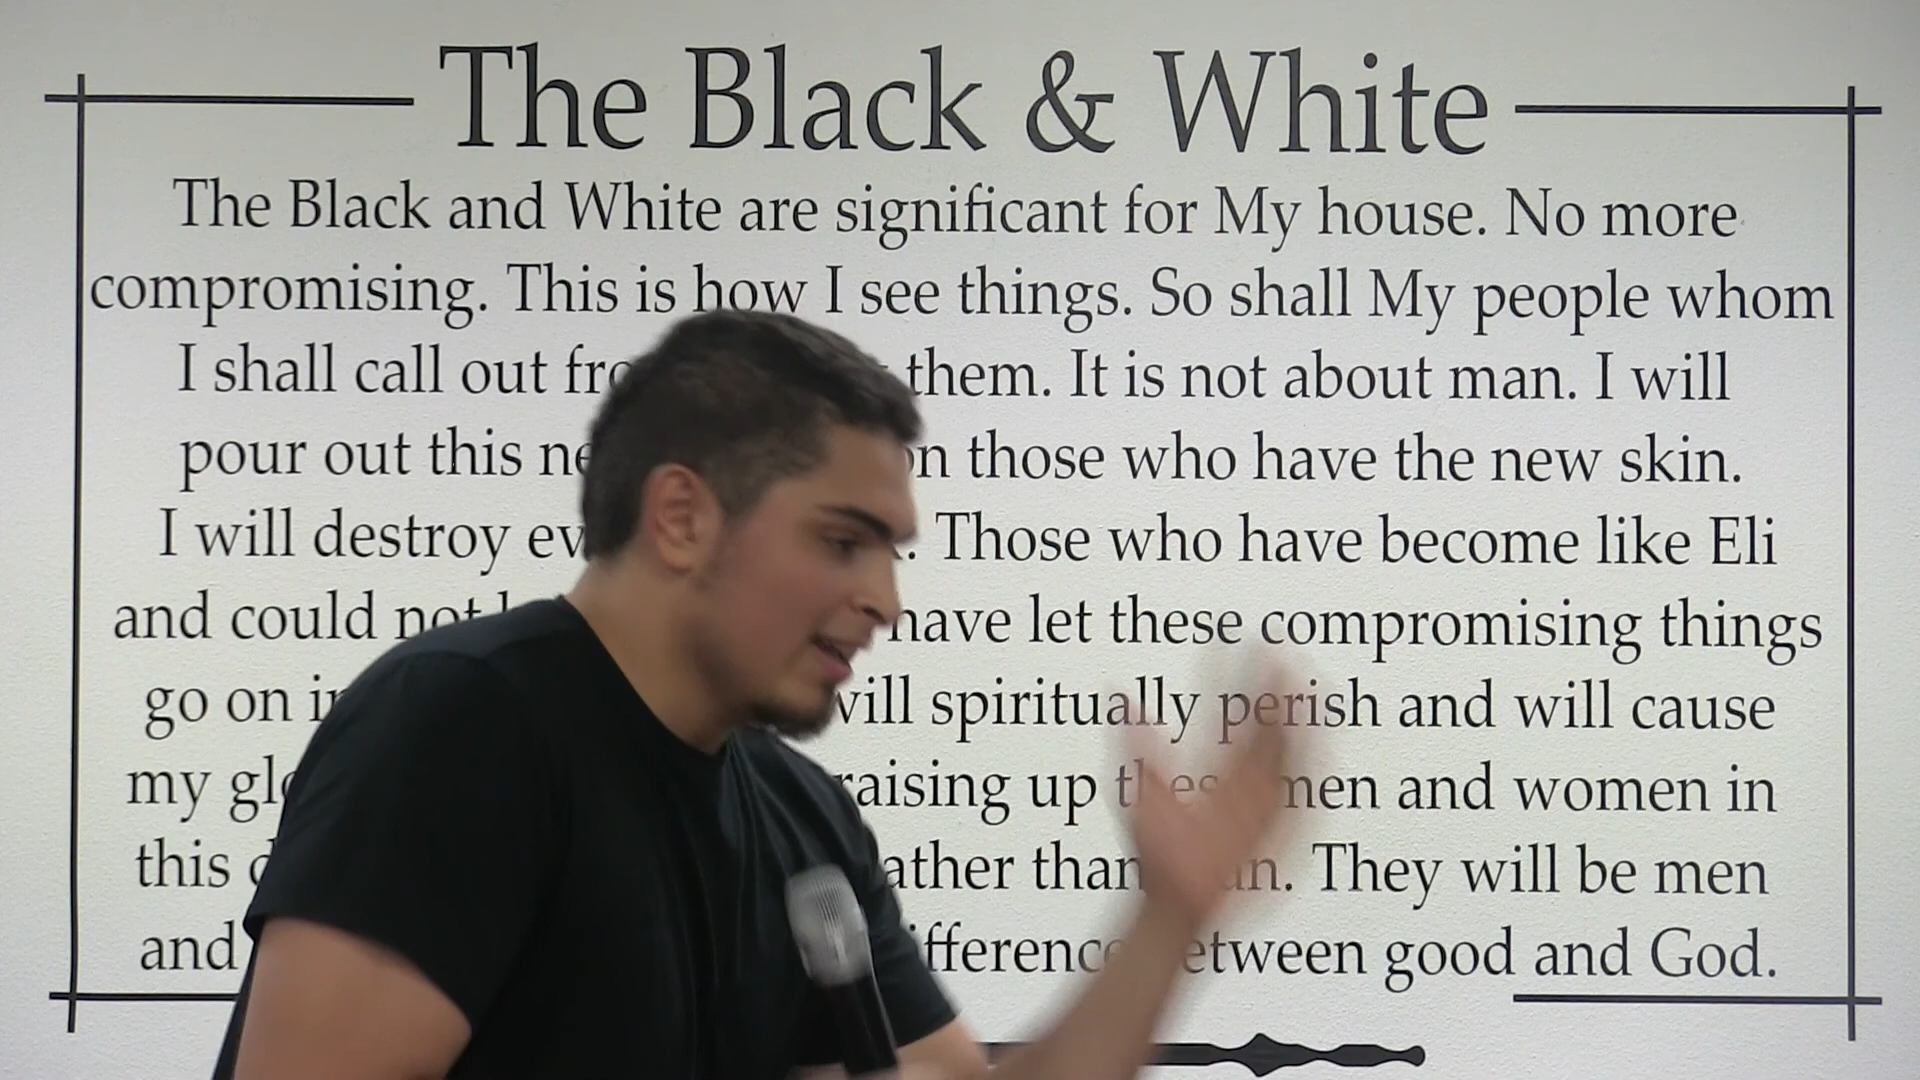 The Black & White
The Black and White are significant for My house. No more
compromising. This is how I see things. So shall My people whom
I shall call out them. It is not about man. I will
pour out this those who have the new skin.
I will destroy Those who have become like Eli
and could not have let these compromising things
go on will spiritually perish and will cause
my raising up these men and women in
this rather than They will be men
and difference between good and God.